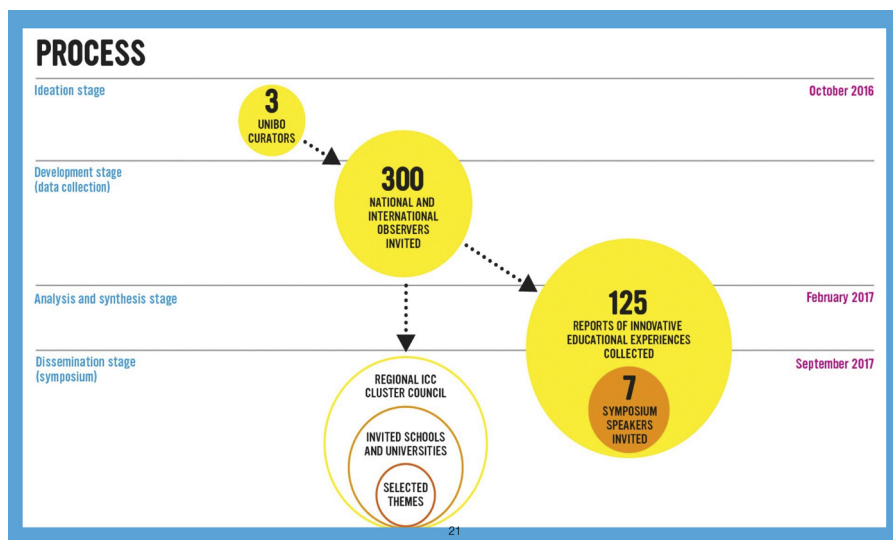 PROCESS
Ideation stage
October 2016
3
UNIBO
CURATORS
Development stage
(data collection)
300
NATIONAL AND
INTERNATIONAL
OBSERVERS
INVITED
Analysis and synthesis stage
February 2017
125
REPORTS OF INNOVATIVE
EDUCATIONAL EXPERIENCES
COLLECTED
Dissemination stage
(symposium)
September 2017
7
SYMPOSIUM
SPEAKERS
INVITED
REGIONAL ICC
CLUSTER COUNCIL
INVITED SCHOOLS
AND UNIVERSITIES
SELECTED
THEMES
21